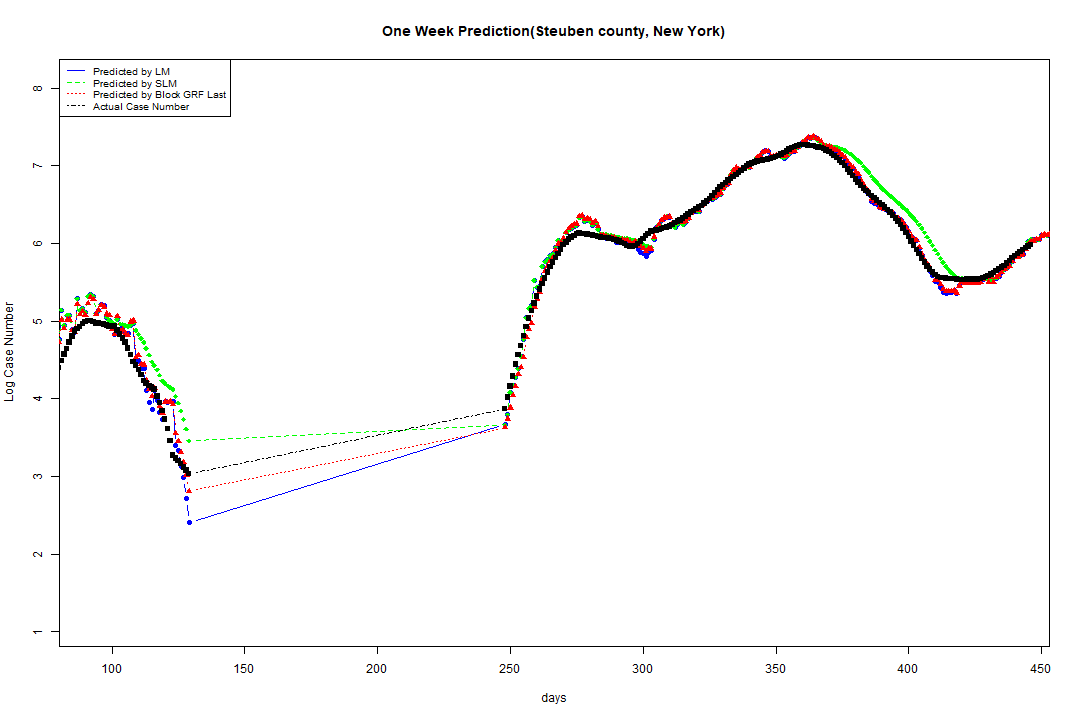 One Week Prediction(Steuben county, New York)
Predicted by LM
Predicted by SLM
Predicted by Block GRF Last
Actual Case Number
Log Case Number
8
7
6
5
4
3
2
1
100 150 200 250 300 350 400 450
days